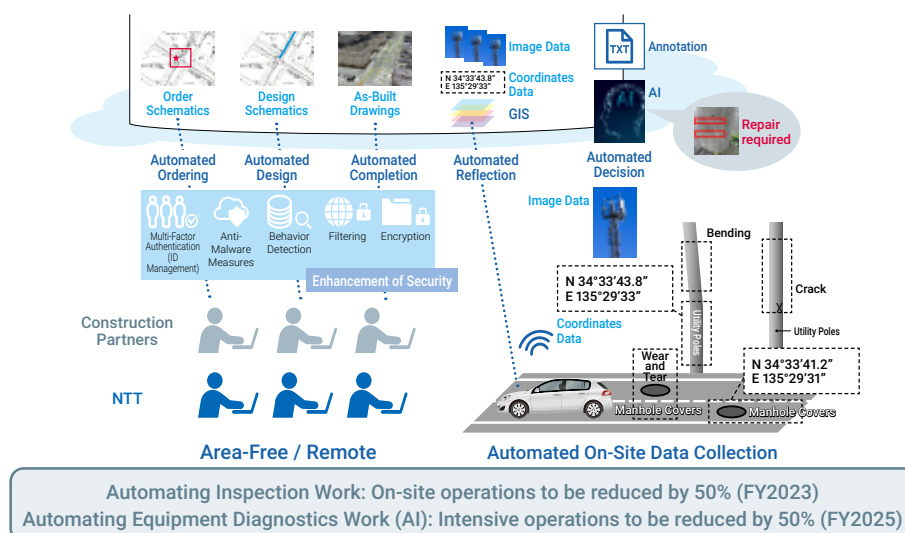 Order
Schematics
Design
Schematics
As-Built
Drawings
Image Data
N 34°33'43.8”
E 135°29'33”
Coordinates
Data
GIS
TXT
Annotation
AI
AI
Repair
required
Automated
Ordering
Automated
Design
Automated
Completion
Automated
Reflection
Automated
Decision
Multi-Factor
Authentication
(ID
Management)
Anti-
Malware
Measures
Behavior
Detection
Filtering
Encryption
Enhancement of Security
Image Data
Bending
N 34°33'43.8”
E 135°29'33”
Crack
Utility Poles
Utility Poles
Construction
Partners
Coordinates
Data
Wear
and
Tear
N 34°33'41.2”
E 135°29'31”
NTT
Manhole Covers
Manhole Covers
Area-Free / Remote
Automated On-Site Data Collection
Automating Inspection Work: On-site operations to be reduced by 50% (FY2023)
Automating Equipment Diagnostics Work (AI): Intensive operations to be reduced by 50% (FY2025)